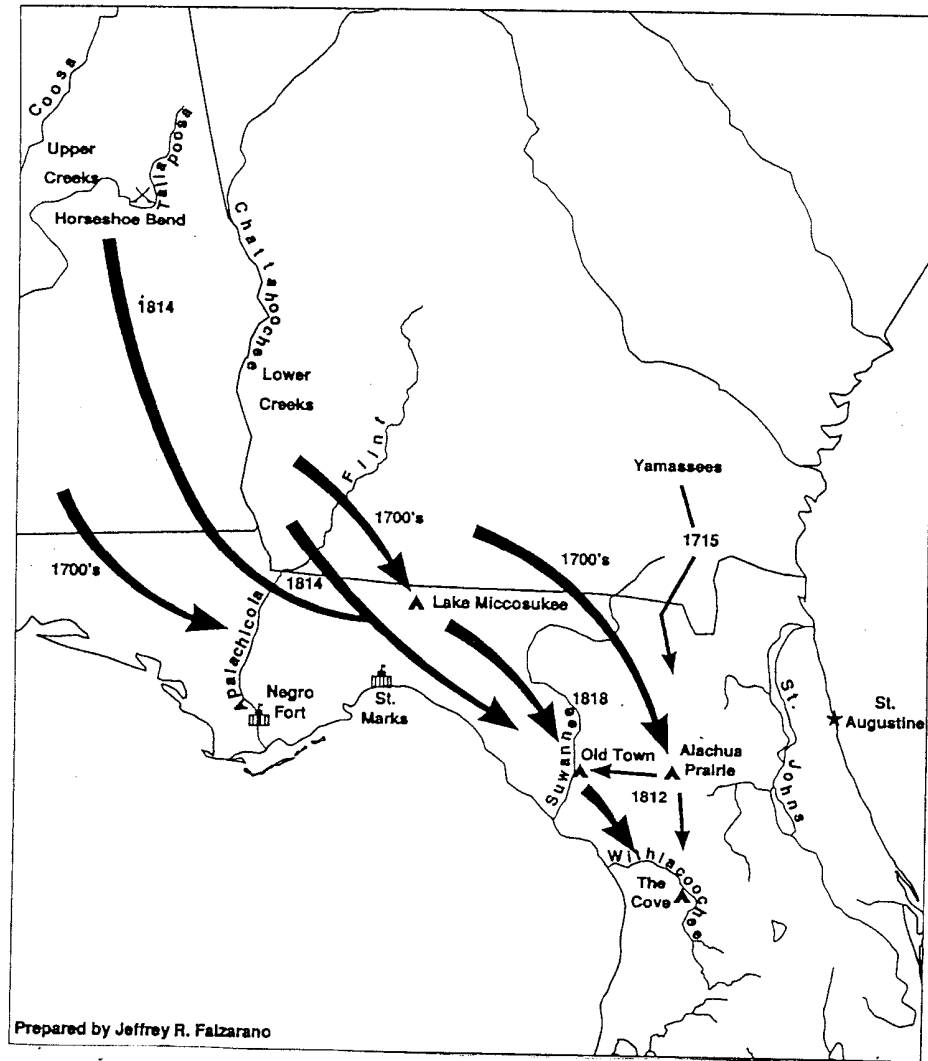 Coosa
Upper
Creeks
Tallapoosa
Horseshoe Bend
Chattahoochee
1814
Lower
Creeks
Flint
Yamassees
1700's
1715
1700's
1700's
1814
Lake Miccosukee
Apalachicola
Negro
Fort
St.
Marks
1818
Suwannee
Old Town
Alachua
Prairie
1812
St. Johns
St.
Augustine
Withlacoochee
The
Cove
Prepared by Jeffrey R. Falzarano